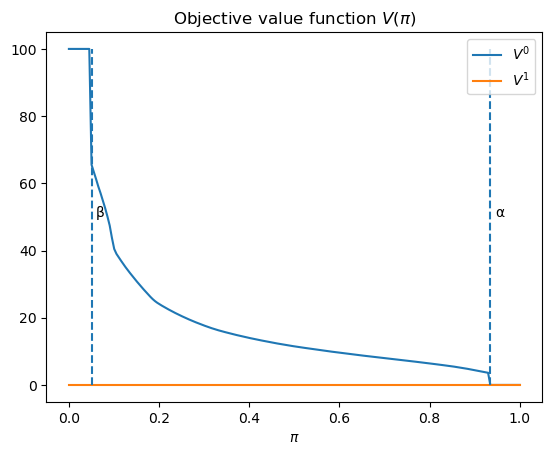 Objective value function V(π)
V⁰
V¹
100
80
60
40
20
0
β
α
0.0 0.2 0.4 0.6 0.8 1.0
π